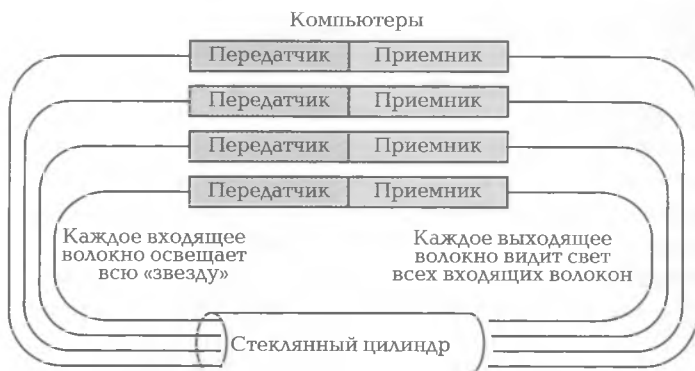 Компьютеры
Передатчик Приемник
Передатчик Приемник
Передатчик Приемник
Передатчик Приемник
Каждое входящее
волокно освещает
всю «звезду»
Каждое выходящее
волокно видит свет
всех входящих волокон
Стеклянный цилиндр